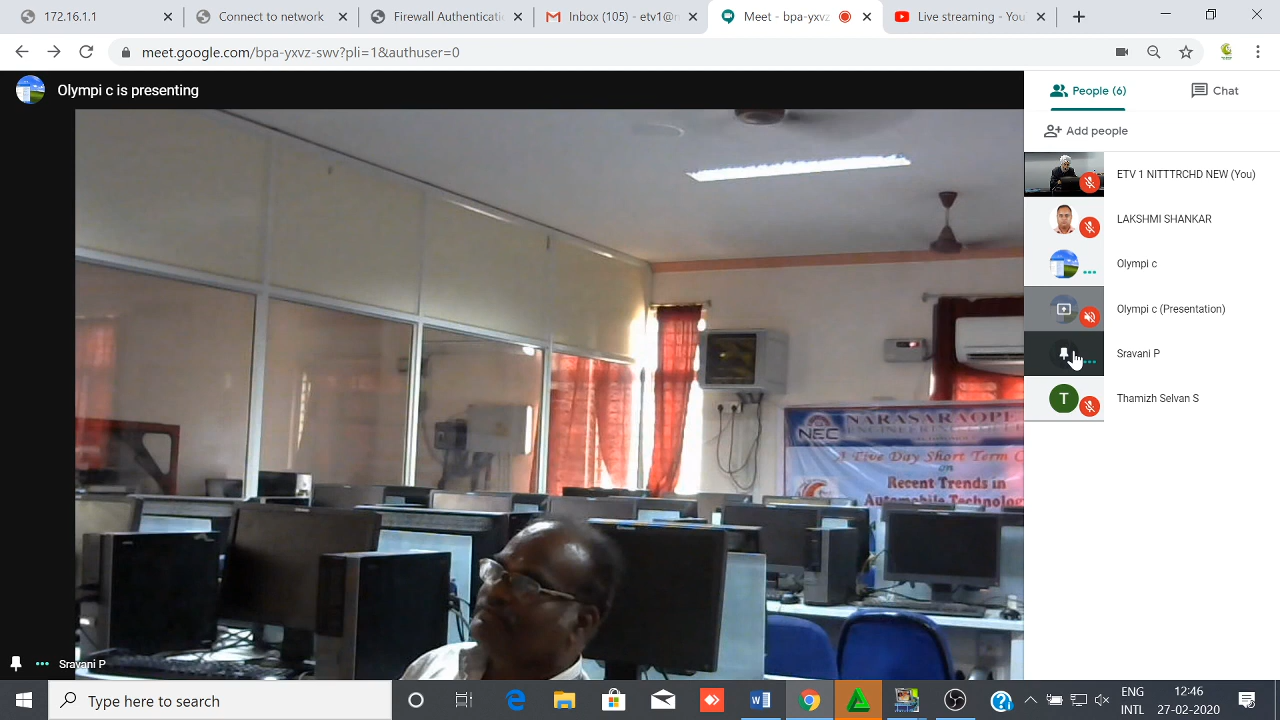 172.16.1.1
Connect to network
Firewall Authenticati
Inbox (105) - etv1@n
Meet - bpa-yxvz
Live streaming - You
meet.google.com/bpa-yxvz-swv?pli=1&authuser=0
Olympi c is presenting
People (6)
Chat
Add people
ETV 1 NITTTRCHD NEW (You)
LAKSHMI SHANKAR
Olympi c
Olympi c (Presentation)
Sravani P
T
Thamizh Selvan S
NARASARAOPE
NEC ENGINEERING
A Five Day Short Term C
on
Recent Trends in
Automobile Technolog
Sravani P
Type here to search
W
ENG
INTL
12:46
27-02-2020